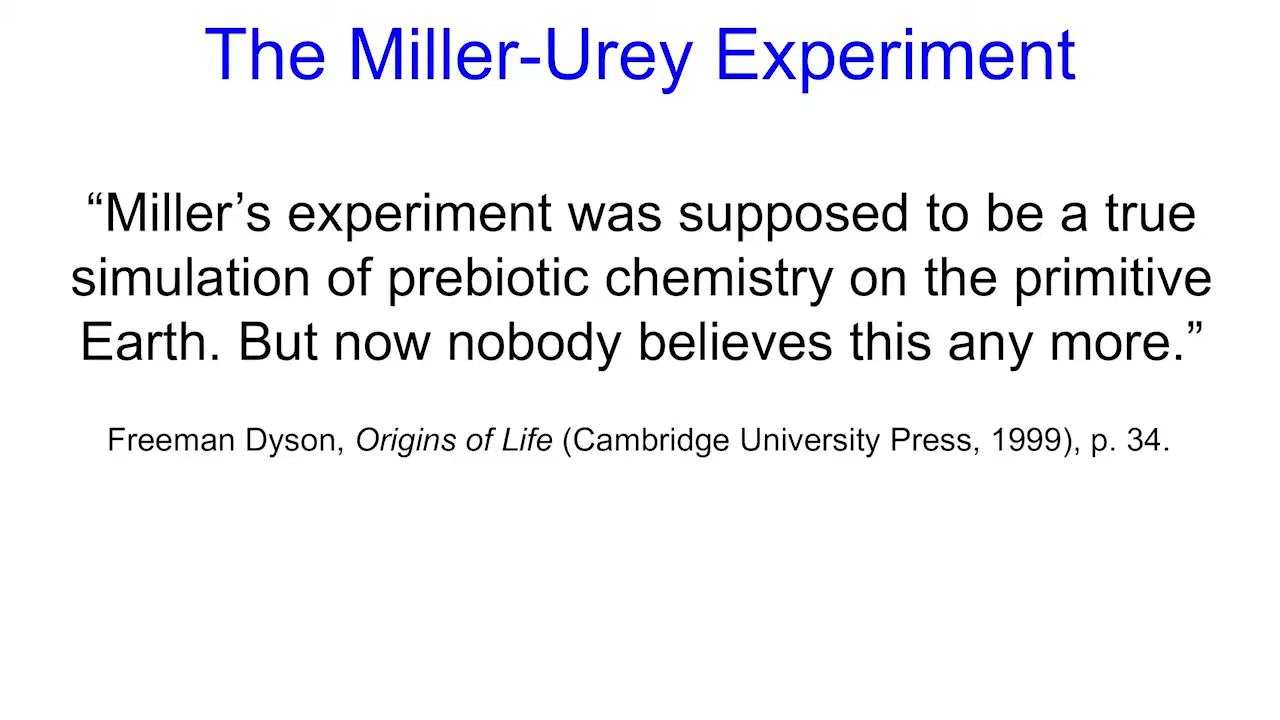 The Miller-Urey Experiment
“Miller’s experiment was supposed to be a true
simulation of prebiotic chemistry on the primitive
Earth. But now nobody believes this any more.”
Freeman Dyson, Origins of Life (Cambridge University Press, 1999), p. 34.